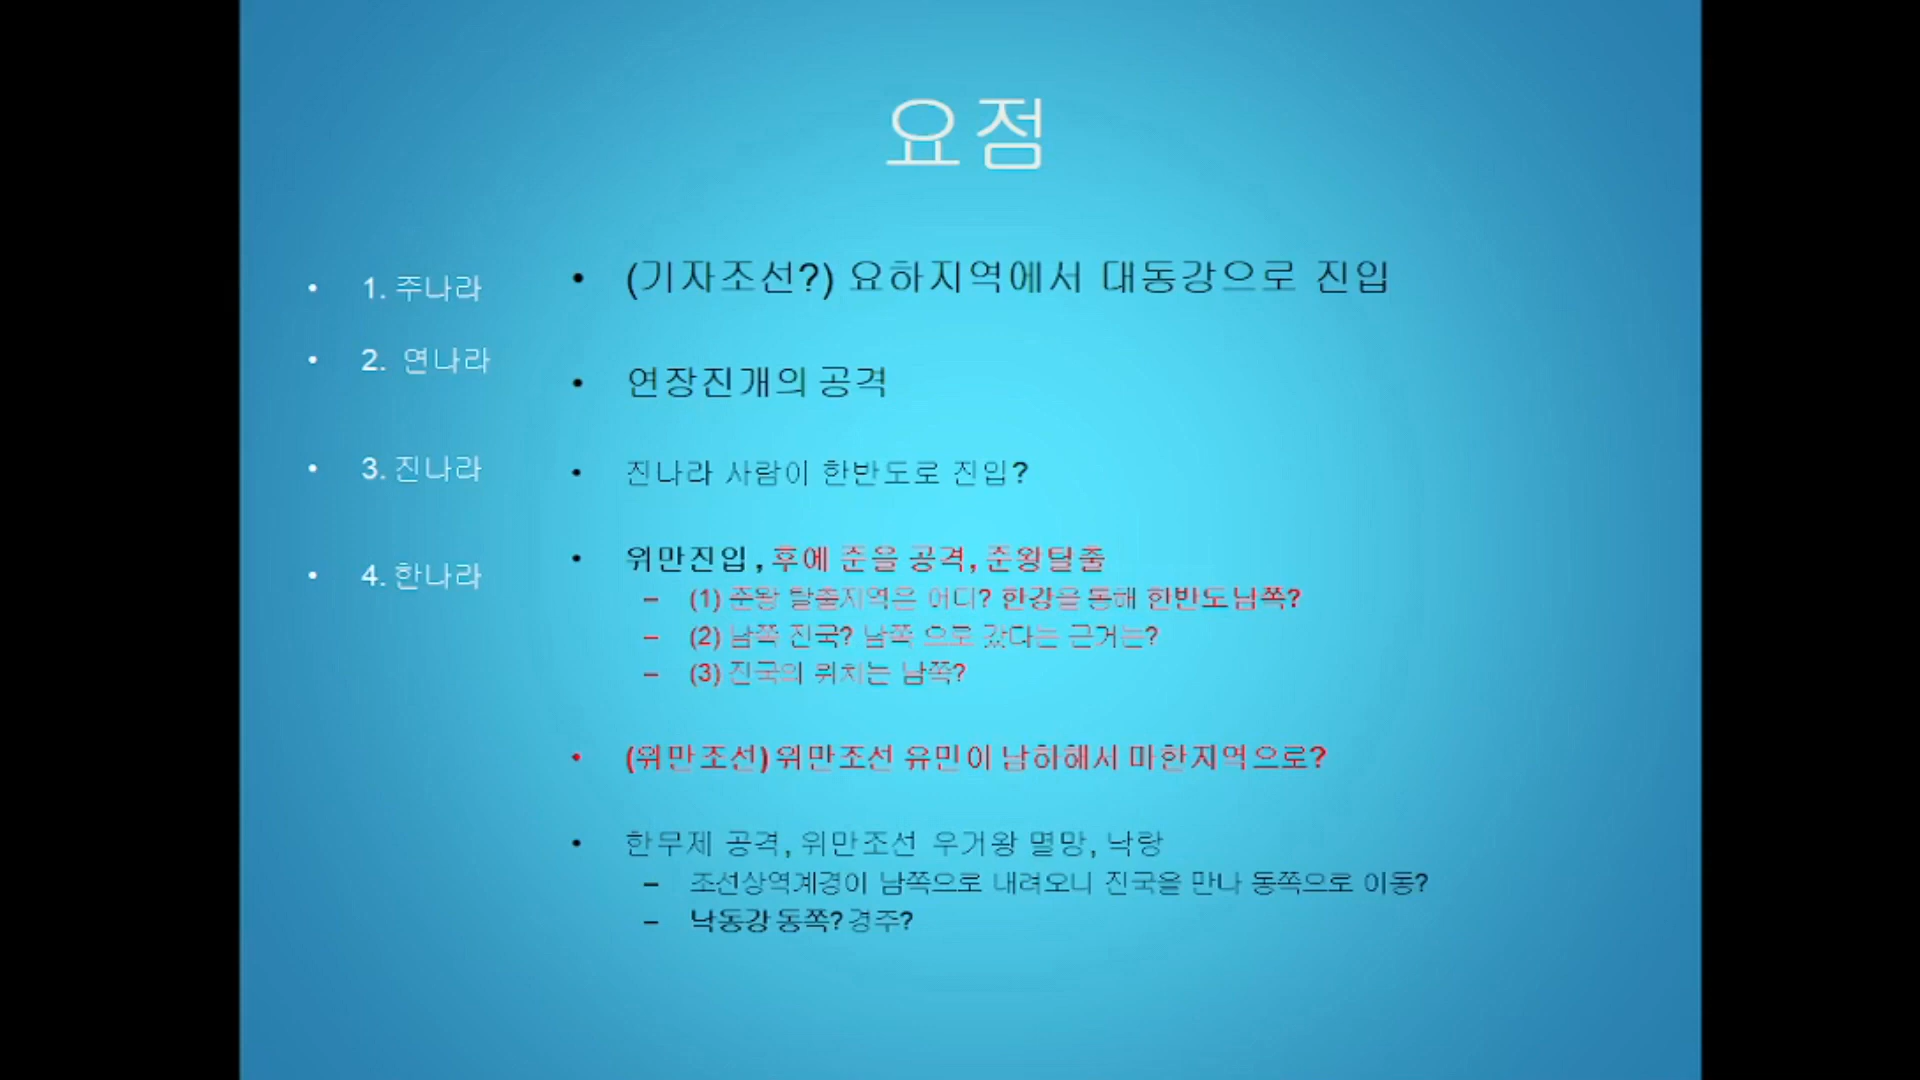 요점
• 1. 주나라
• 2. 연나라
• 3. 진나라
• 4. 한나라
• (기자조선?) 요하지역에서 대동강으로 진입
• 연장진개의 공격
• 진나라 사람이 한반도로 진입?
• 위만진입, 후에 준을 공격, 준왕탈출
– (1) 준왕 탈출지역은 어디? 한강을 통해 한반도남쪽?
– (2) 남쪽 진국? 남쪽 으로 갔다는 근거는?
– (3) 진국의 위치는 남쪽?
• (위만조선) 위만조선 유민이 남하해서 마한지역으로?
• 한무제 공격, 위만조선 우거왕 멸망, 낙랑
– 조선상역계경이 남쪽으로 내려오니 진국을 만나 동쪽으로 이동?
– 낙동강 동쪽? 경주?